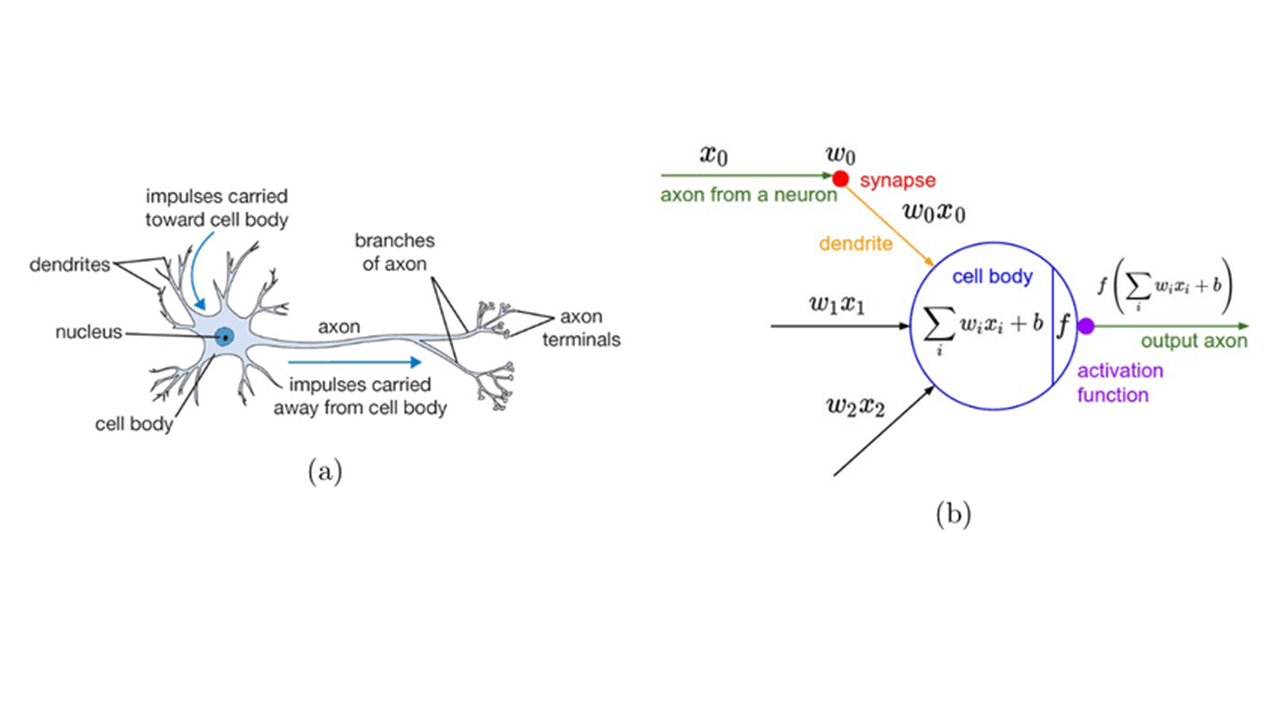 impulses carried
toward cell body
dendrites
branches
of axon
nucleus
axon
axon
terminals
impulses carried
away from cell body
cell body
(a)
x₀
w₀
axon from a neuron
synapse
w₀x₀
dendrite
cell body
f(∑ᵢ wᵢxᵢ + b)
w₁x₁
∑ᵢ wᵢxᵢ + b
f
output axon
activation
function
w₂x₂
(b)